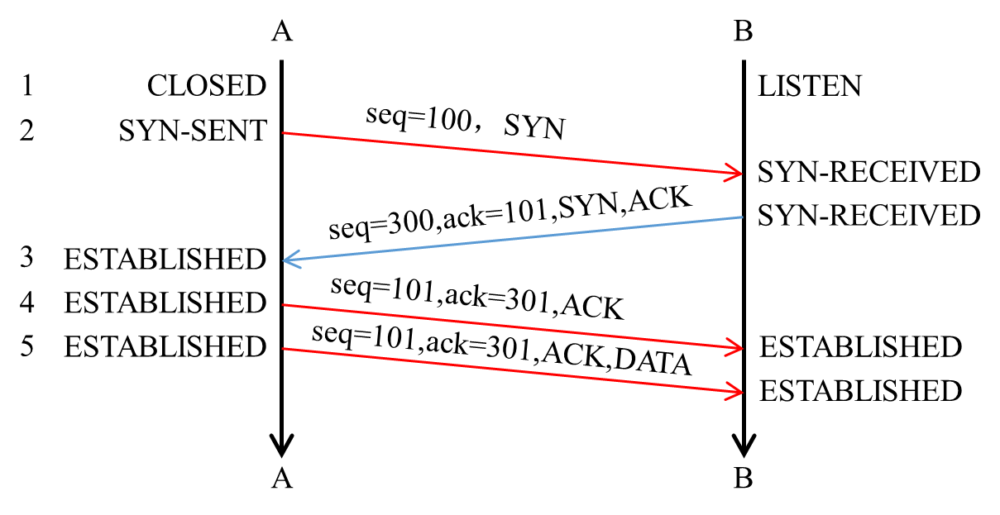 A B
1 CLOSED LISTEN
2 SYN-SENT seq=100，SYN
SYN-RECEIVED
seq=300,ack=101,SYN,ACK SYN-RECEIVED
3 ESTABLISHED
4 ESTABLISHED seq=101,ack=301,ACK
5 ESTABLISHED seq=101,ack=301,ACK,DATA ESTABLISHED
ESTABLISHED
A B